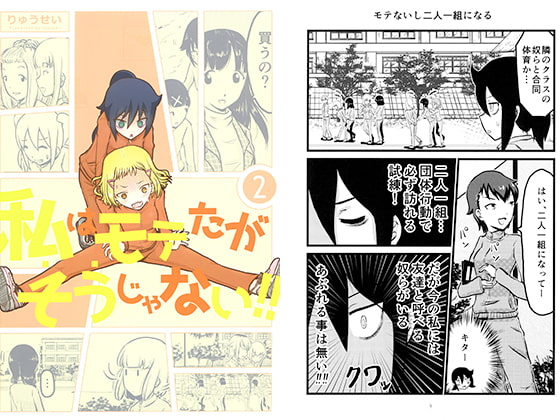 りゅうせい
買うの?
2
私はモテたが
そうじゃない!!
…
モテないし二人一組になる
隣のクラスの
奴らと合同
体育か…
はい、二人一組になってー
パン
パン
二人一組…
団体行動で
必ず訪れる
試練!
キター
だが今の私には
友達と呼べる
奴らがいる
あぶれる事は無い!!!
クワッ